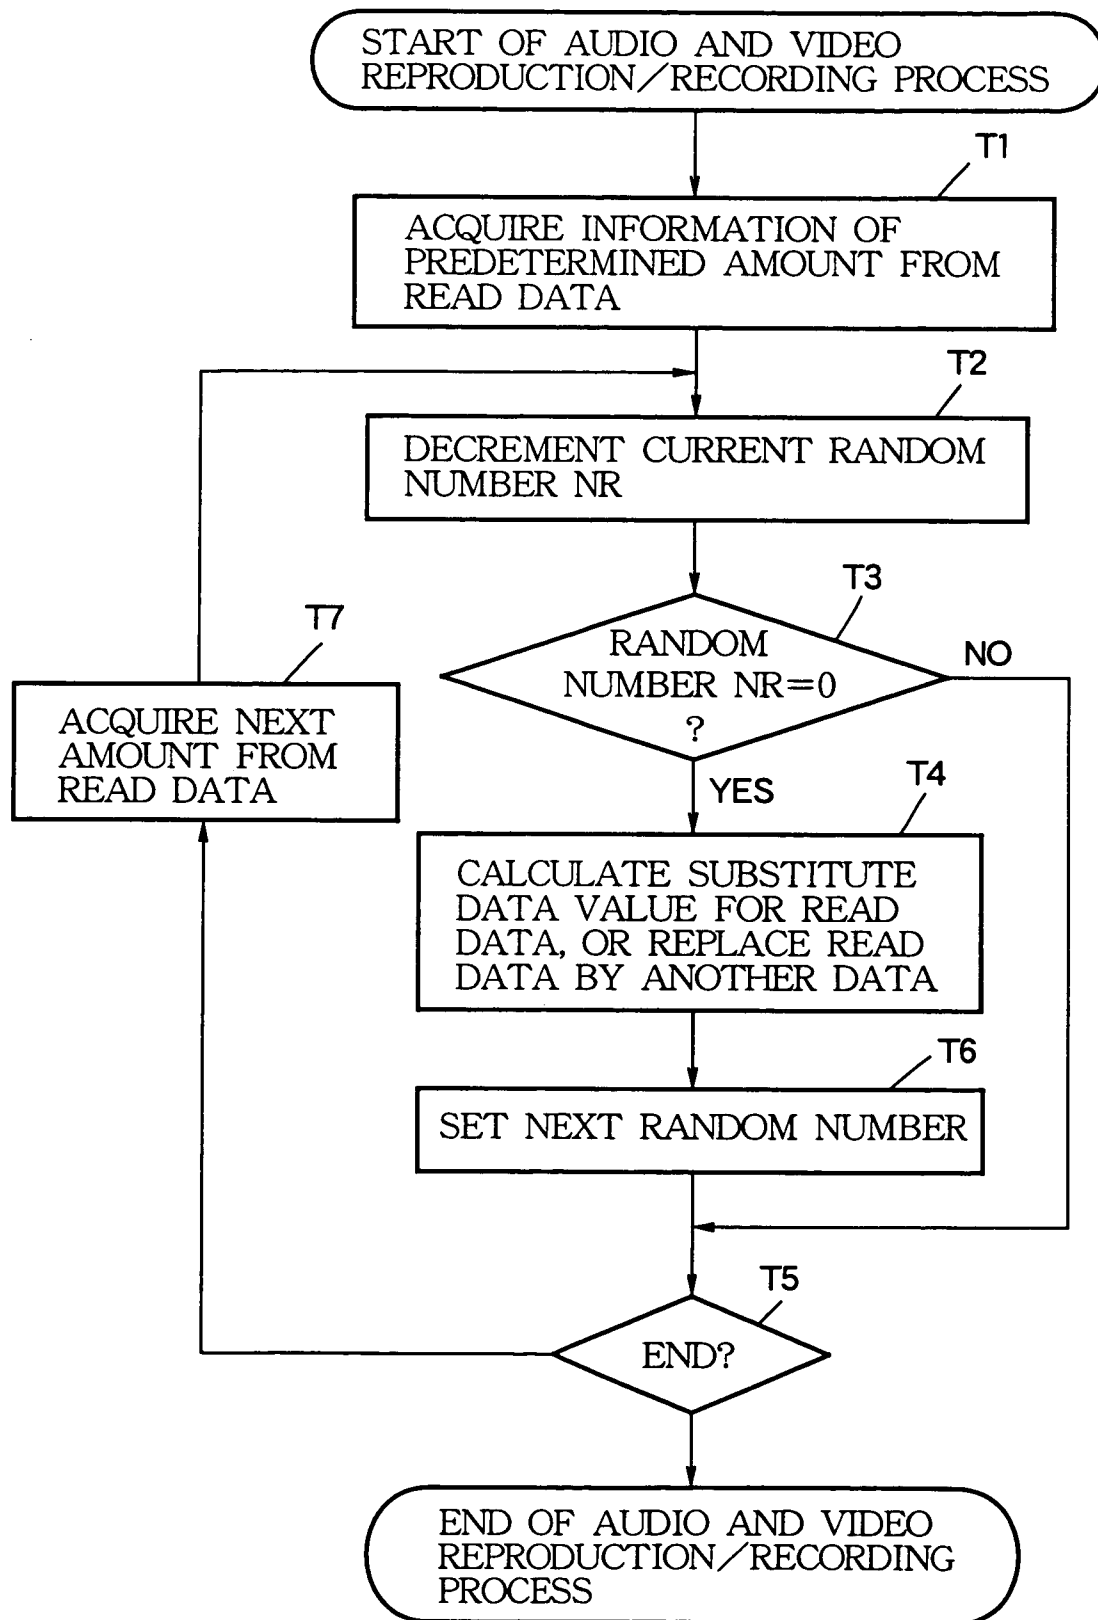 START OF AUDIO AND VIDEO
REPRODUCTION/RECORDING PROCESS
T1
ACQUIRE INFORMATION OF
PREDETERMINED AMOUNT FROM
READ DATA
T2
DECREMENT CURRENT RANDOM
NUMBER NR
T3
RANDOM
NUMBER NR=0
?
NO
YES
T7
ACQUIRE NEXT
AMOUNT FROM
READ DATA
T4
CALCULATE SUBSTITUTE
DATA VALUE FOR READ
DATA, OR REPLACE READ
DATA BY ANOTHER DATA
T6
SET NEXT RANDOM NUMBER
T5
END?
END OF AUDIO AND VIDEO
REPRODUCTION/RECORDING
PROCESS